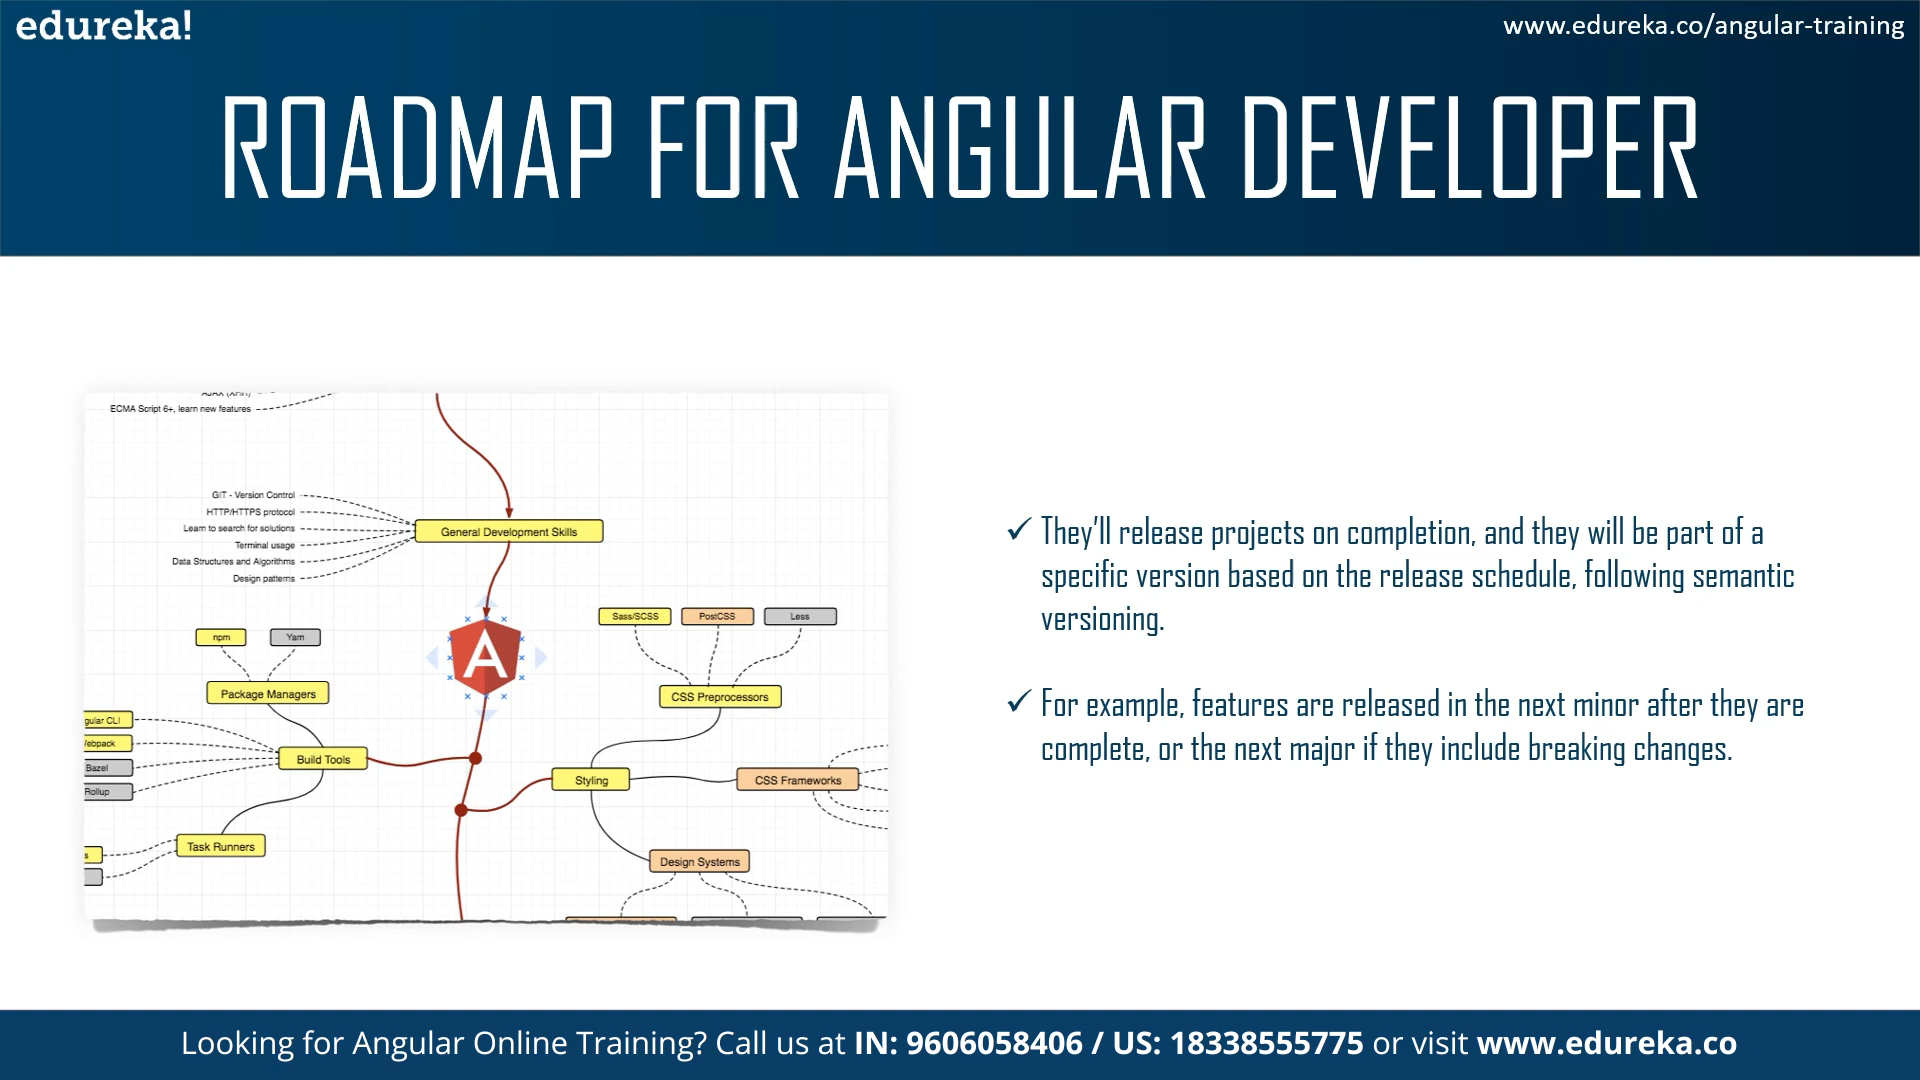 edureka!
www.edureka.co/angular-training
ROADMAP FOR ANGULAR DEVELOPER
ECMA Script 6+, learn new features
GIT - Version Control
HTTP/HTTPS protocol
Learn to search for solutions
Terminal usage
Data Structures and Algorithms
Design patterns
General Development Skills
npm
Yarn
Package Managers
gular CLI
Bazel
Rollup
Build Tools
Task Runners
A
Sass/SCSS
PostCSS
Less
CSS Preprocessors
Styling
CSS Frameworks
Design Systems
They'll release projects on completion, and they will be part of a
specific version based on the release schedule, following semantic
versioning.
For example, features are released in the next minor after they are
complete, or the next major if they include breaking changes.
Looking for Angular Online Training? Call us at IN: 9606058406 / US: 18338555775 or visit www.edureka.co